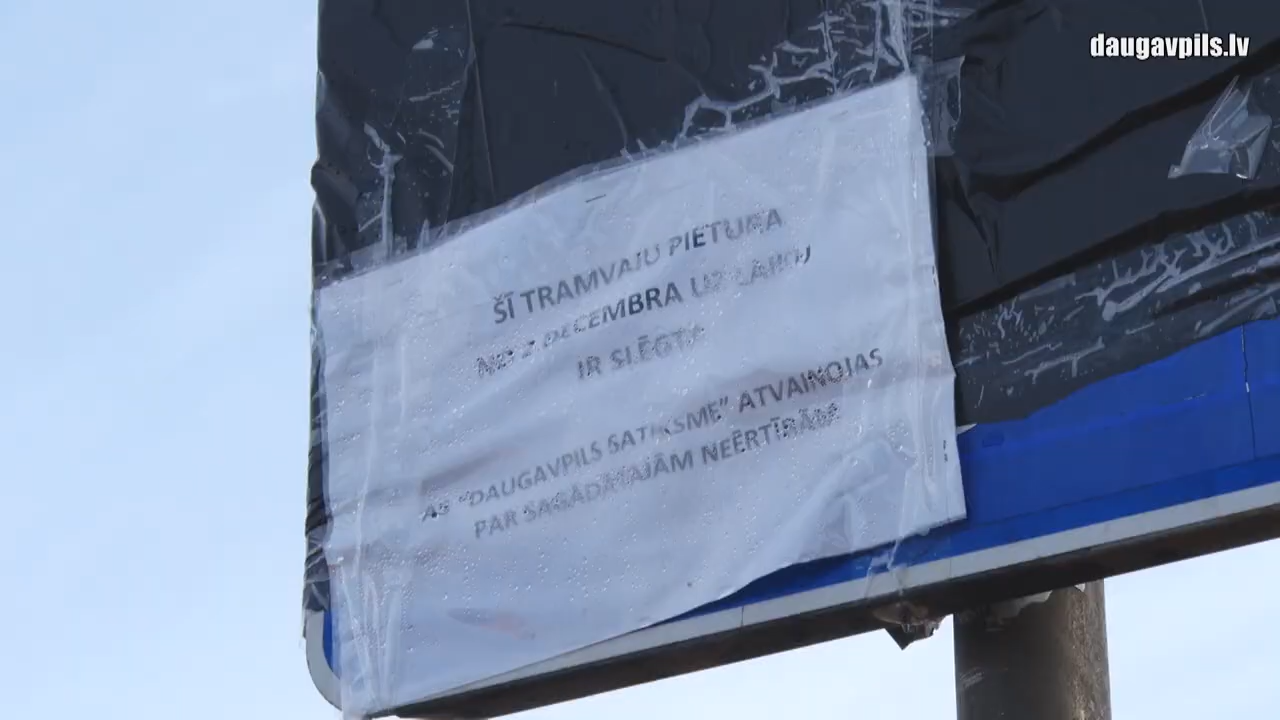 daugavpils.lv
ŠĪ TRAMVAJU PIETURA
NO 2 DECEMBRA UZ LAIKU
IR SLĒGTA
AS "DAUGAVPILS SATIKSME" ATVAINOJAS
PAR SAGĀDĀTAJĀM NEĒRTĪBĀM